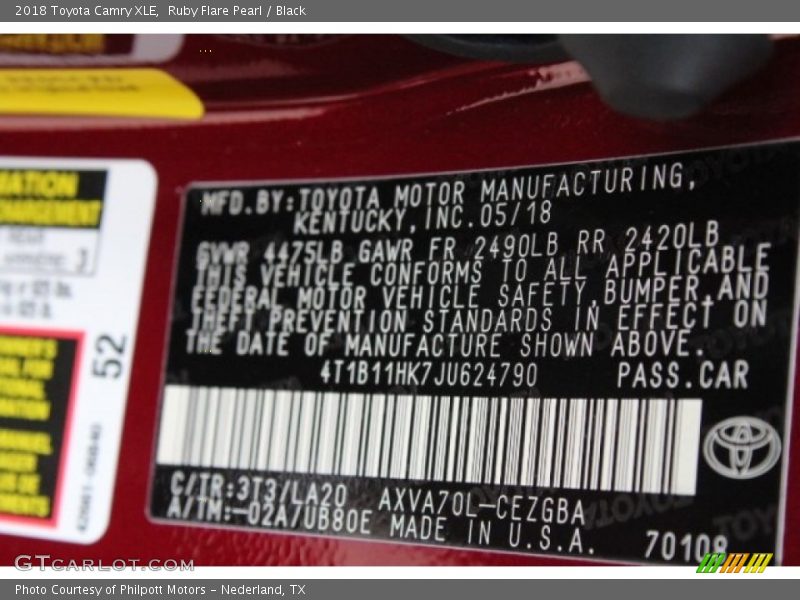 2018 Toyota Camry XLE, Ruby Flare Pearl / Black
MFD.BY:TOYOTA MOTOR MANUFACTURING,
KENTUCKY,INC.05/18
GVWR 4475LB GAWR FR 2490LB RR 2420LB
THIS VEHICLE CONFORMS TO ALL APPLICABLE
FEDERAL MOTOR VEHICLE SAFETY,BUMPER,AND
THEFT PREVENTION STANDARDS IN EFFECT ON
THE DATE OF MANUFACTURE SHOWN ABOVE.
4T1B11HK7JU624790 PASS.CAR
C/TR:3T3/LA20 AXVA70L-CEZGBA
A/TM:-02A/UB80E MADE IN U.S.A.
70108
52
GTCarLot.com
Photo Courtesy of Philpott Motors - Nederland, TX